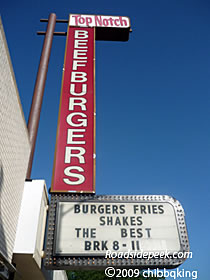 Top Notch
BEEFBURGERS
BURGERS FRIES
SHAKES
THE BEST
BRK 8-11
Roadsidepeek.com
©2009 chibbqking